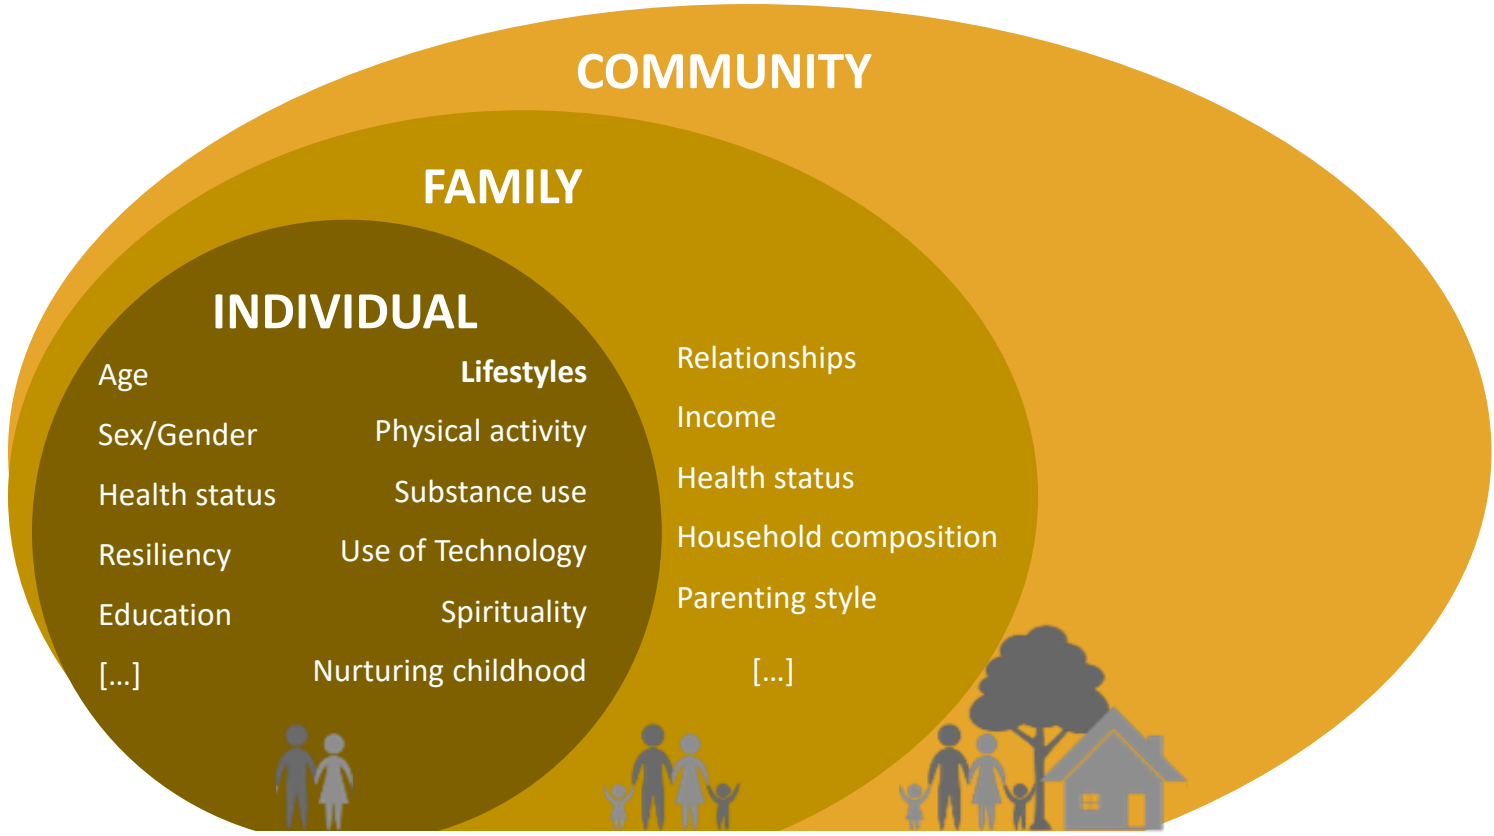 COMMUNITY
FAMILY
INDIVIDUAL
Age
Sex/Gender
Health status
Resiliency
Education
[...]
Lifestyles
Physical activity
Substance use
Use of Technology
Spirituality
Nurturing childhood
Relationships
Income
Health status
Household composition
Parenting style
[...]